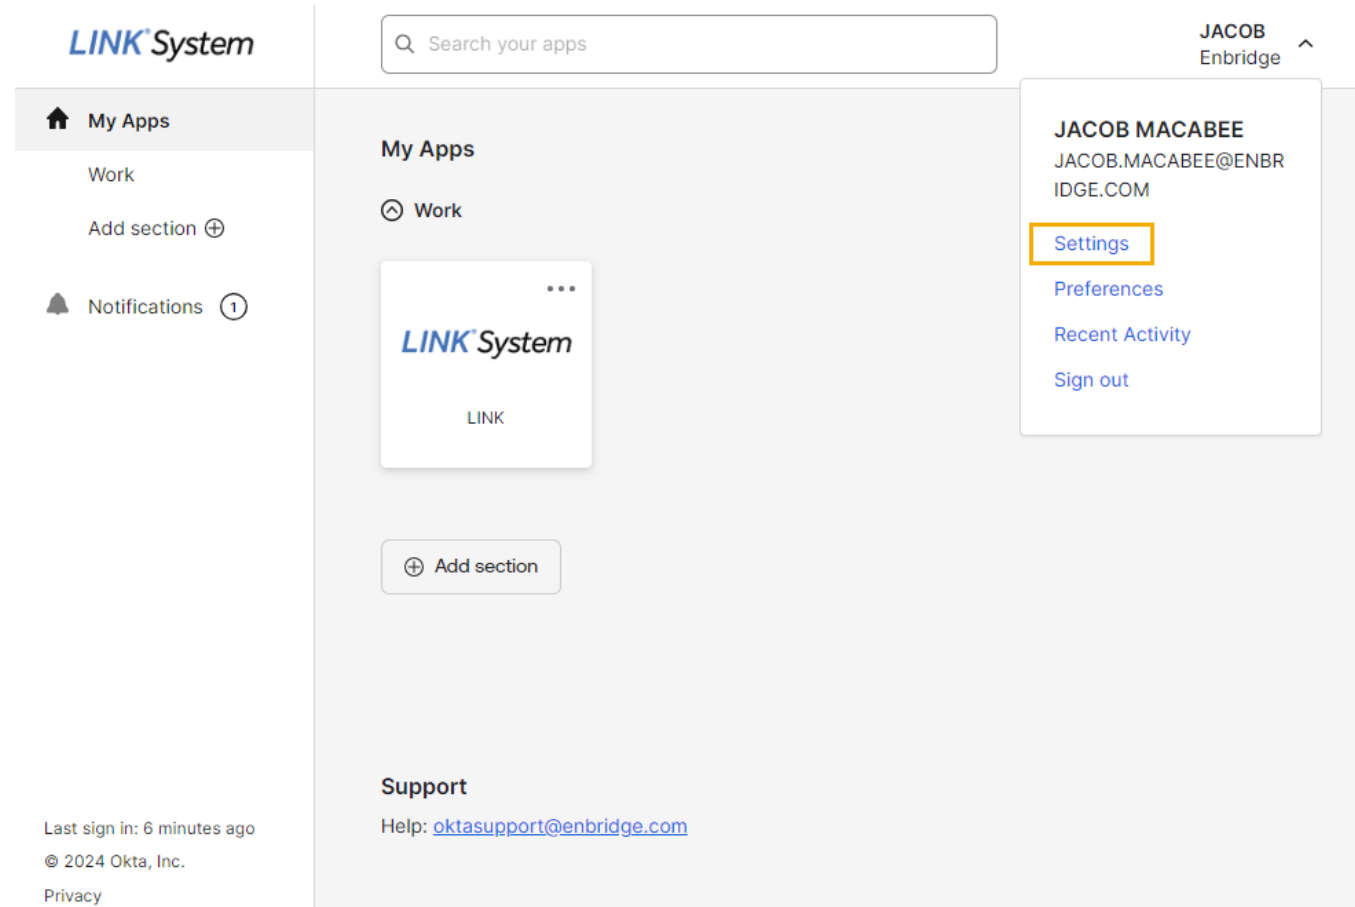 LINK® System
Search your apps
JACOB
Enbridge
My Apps
Work
Add section
Notifications 1
My Apps
Work
LINK® System
LINK
Add section
JACOB MACABEE
JACOB.MACABEE@ENBR
IDGE.COM
Settings
Preferences
Recent Activity
Sign out
Support
Help: oktasupport@enbridge.com
Last sign in: 6 minutes ago
© 2024 Okta, Inc.
Privacy